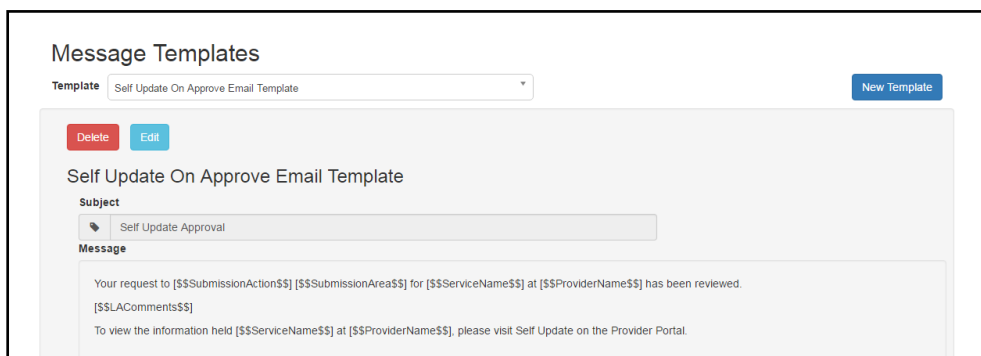 Message Templates
Template Self Update On Approve Email Template New Template
Delete Edit
Self Update On Approve Email Template
Subject
Self Update Approval
Message
Your request to [$$SubmissionAction$$] [$$SubmissionArea$$] for [$$ServiceName$$] at [$$ProviderName$$] has been reviewed.
[$$LAComments$$]
To view the information held [$$ServiceName$$] at [$$ProviderName$$], please visit Self Update on the Provider Portal.